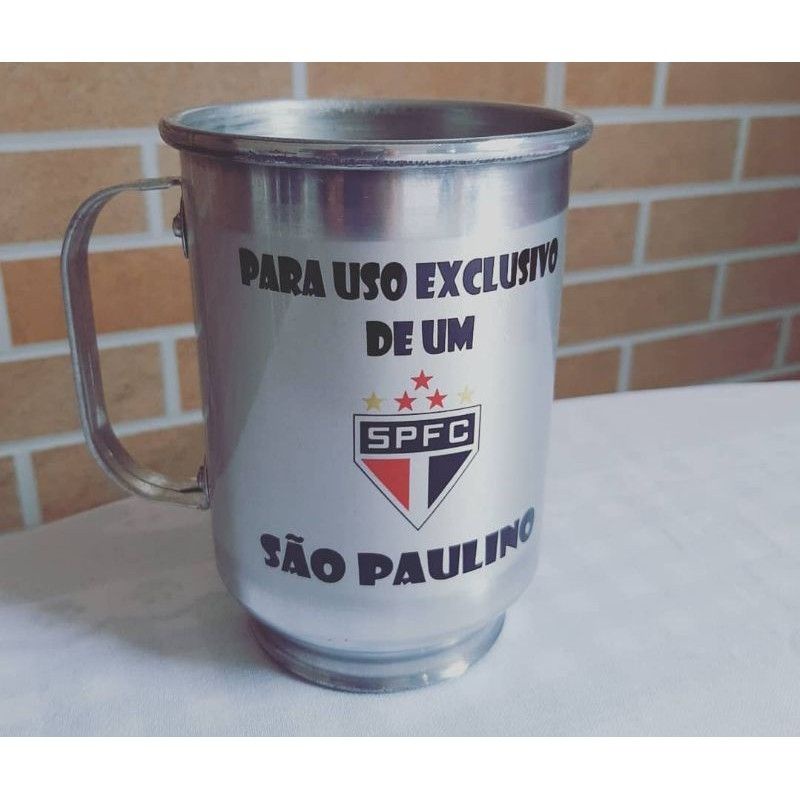 PARA USO EXCLUSIVO
DE UM
SPFC
SÃO PAULINO